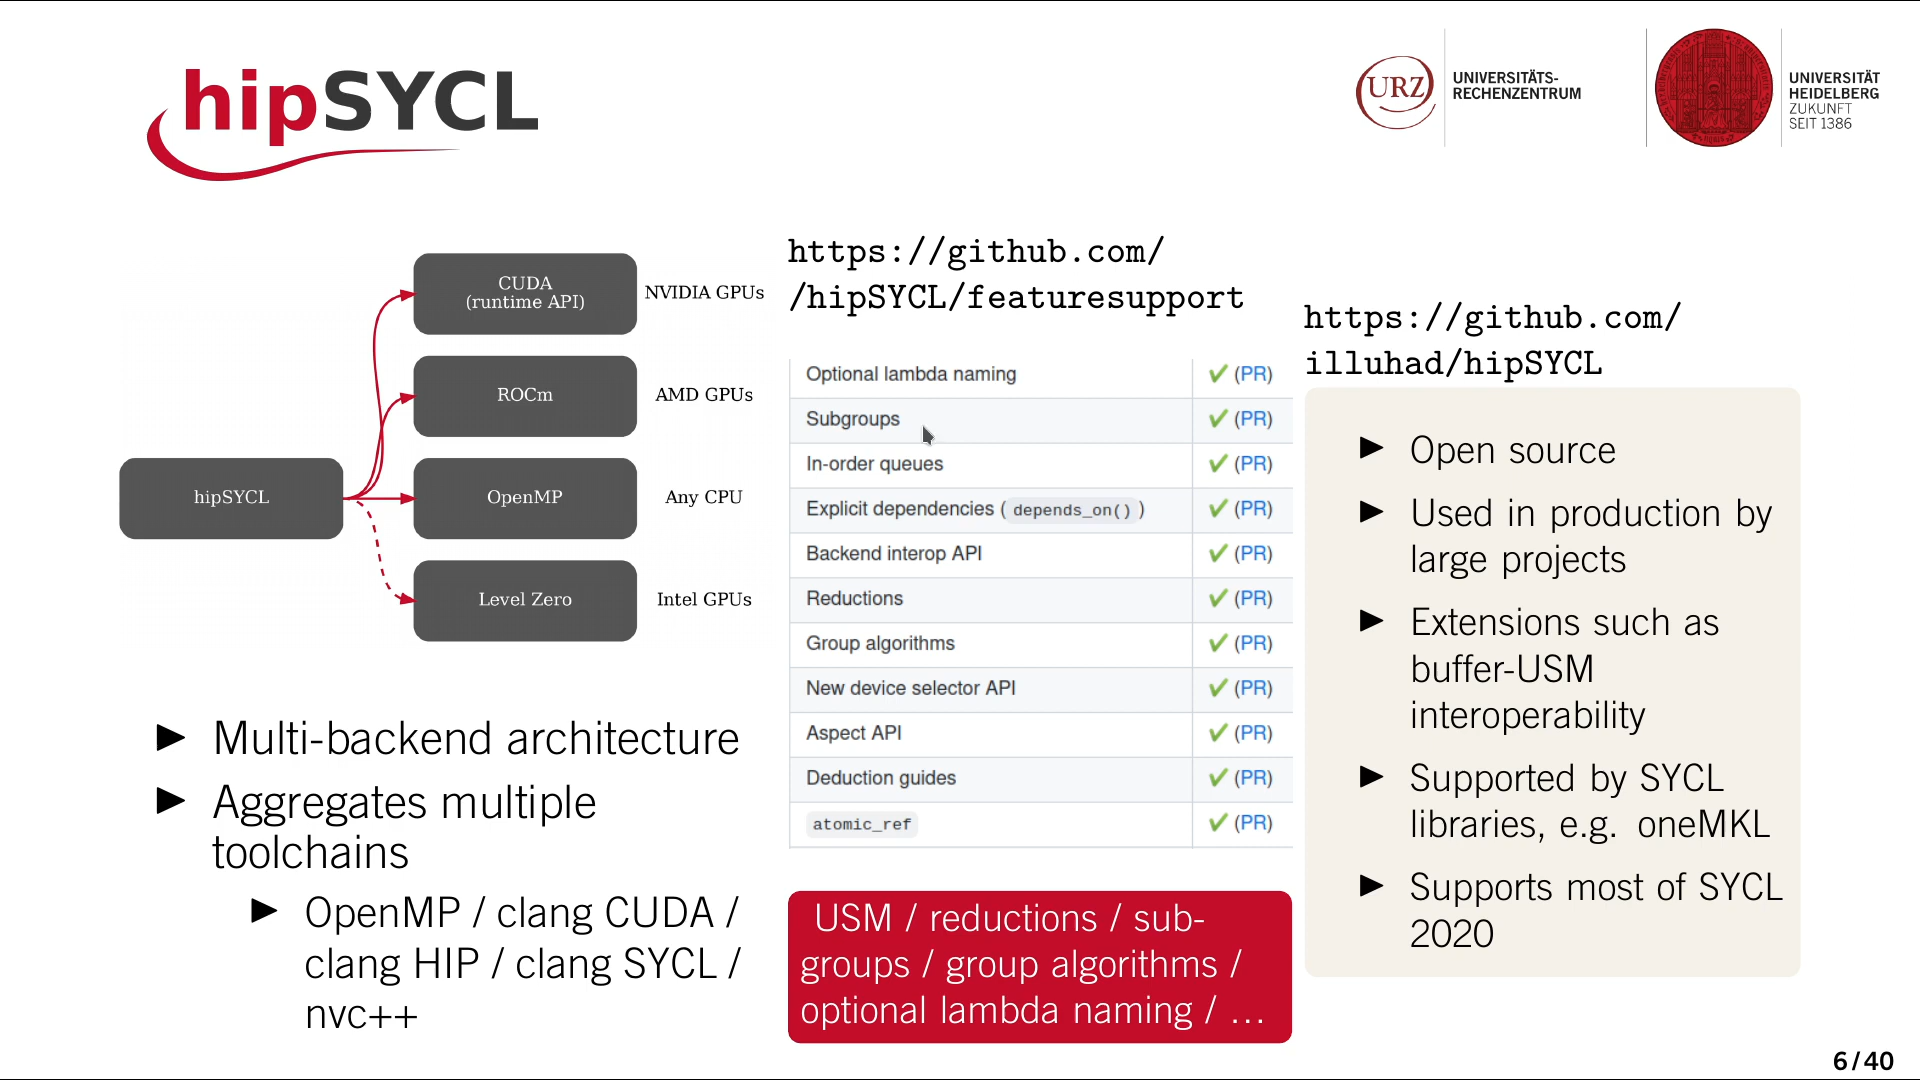 hipSYCL
URZ
UNIVERSITÄTS-
RECHENZENTRUM
UNIVERSITÄT
HEIDELBERG
ZUKUNFT
SEIT 1386
hipSYCL
CUDA
(runtime API)
NVIDIA GPUs
ROCm
AMD GPUs
OpenMP
Any CPU
Level Zero
Intel GPUs
Multi-backend architecture
Aggregates multiple
toolchains
OpenMP / clang CUDA /
clang HIP / clang SYCL /
nvc++
https://github.com/
/hipSYCL/featuresupport
Optional lambda naming ✔ (PR)
Subgroups ✔ (PR)
In-order queues ✔ (PR)
Explicit dependencies ( depends_on() ) ✔ (PR)
Backend interop API ✔ (PR)
Reductions ✔ (PR)
Group algorithms ✔ (PR)
New device selector API ✔ (PR)
Aspect API ✔ (PR)
Deduction guides ✔ (PR)
atomic_ref ✔ (PR)
USM / reductions / sub-
groups / group algorithms /
optional lambda naming / ...
https://github.com/
illuhad/hipSYCL
Open source
Used in production by
large projects
Extensions such as
buffer-USM
interoperability
Supported by SYCL
libraries, e.g. oneMKL
Supports most of SYCL
2020
6/40